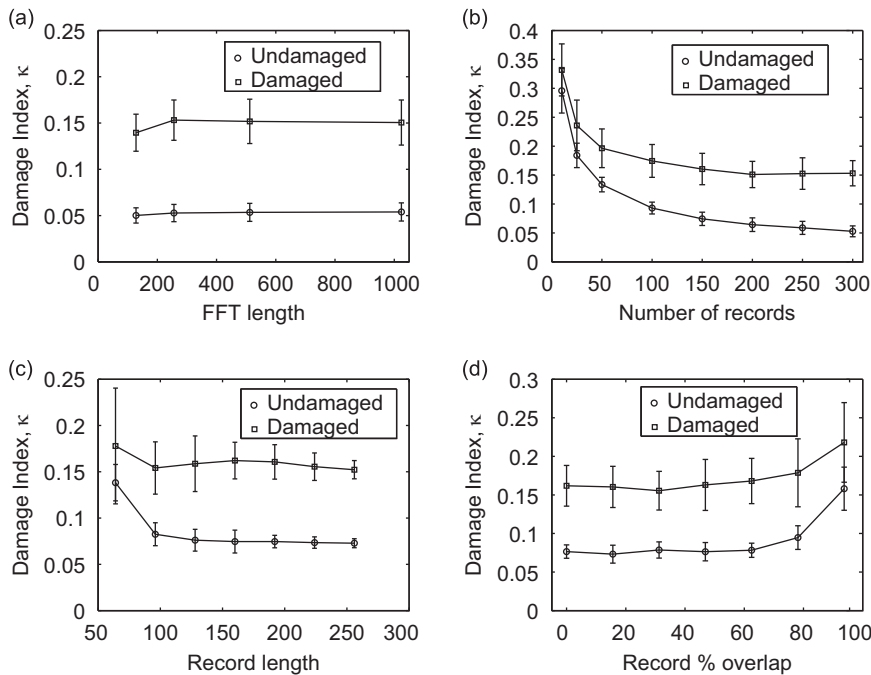 (a)
0.25
0.2
0.15
0.1
0.05
0
Damage Index, κ
Undamaged
Damaged
0 200 400 600 800 1000
FFT length
(b)
0.4
0.35
0.3
0.25
0.2
0.15
0.1
0.05
0
Damage Index, κ
Undamaged
Damaged
0 50 100 150 200 250 300
Number of records
(c)
0.25
0.2
0.15
0.1
0.05
0
Damage Index, κ
Undamaged
Damaged
50 100 150 200 250 300
Record length
(d)
0.3
0.25
0.2
0.15
0.1
0.05
0
Damage Index, κ
Undamaged
Damaged
0 20 40 60 80 100
Record % overlap